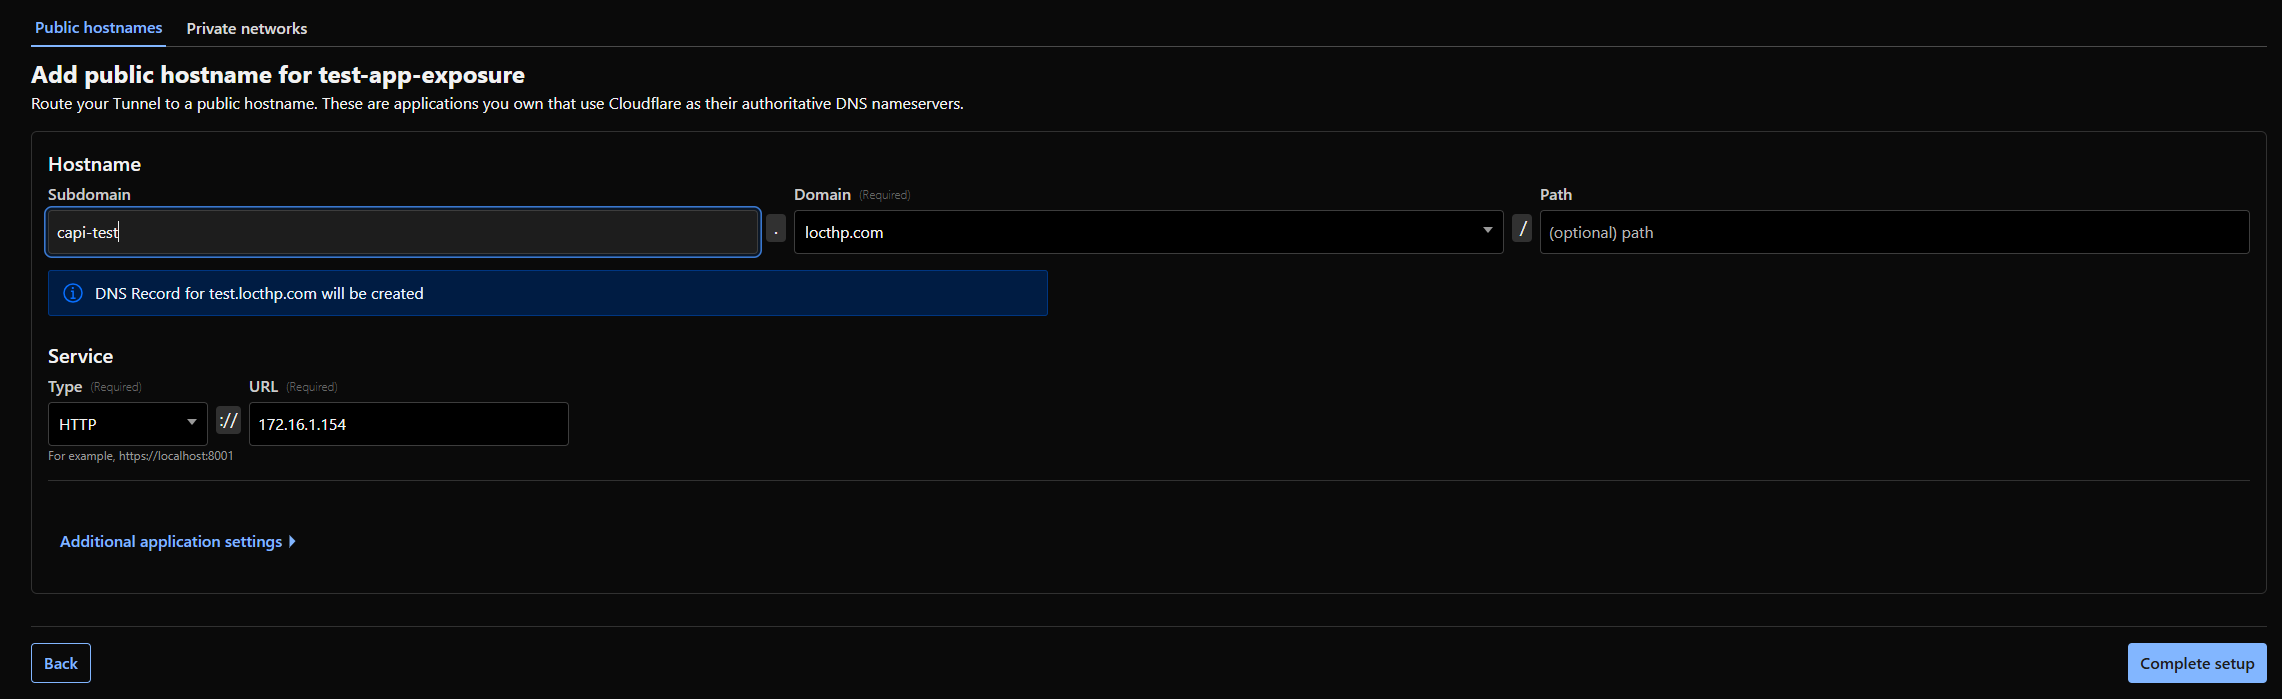 Public hostnames Private networks
Add public hostname for test-app-exposure
Route your Tunnel to a public hostname. These are applications you own that use Cloudflare as their authoritative DNS nameservers.
Hostname
Subdomain Domain (Required) Path
capi-test . locthp.com / (optional) path
DNS Record for test.locthp.com will be created
Service
Type (Required) URL (Required)
HTTP :// 172.16.1.154
For example, https://localhost:8001
Additional application settings
Back Complete setup